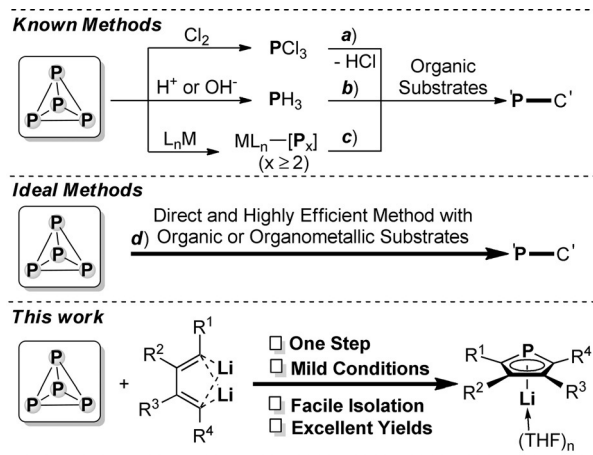 Known Methods
P
P
P
P
Cl₂
PCl₃
a)
- HCl
H⁺ or OH⁻
PH₃
b)
LₙM
MLₙ—[Pₓ]
(x ≥ 2)
c)
Organic
Substrates
'P—C'
Ideal Methods
P
P
P
P
d)
Direct and Highly Efficient Method with
Organic or Organometallic Substrates
'P—C'
This work
P
P
P
P
+
R¹
R²
Li
Li
R³
R⁴
One Step
Mild Conditions
Facile Isolation
Excellent Yields
P
R¹
R⁴
R²
R³
Li
(THF)ₙ